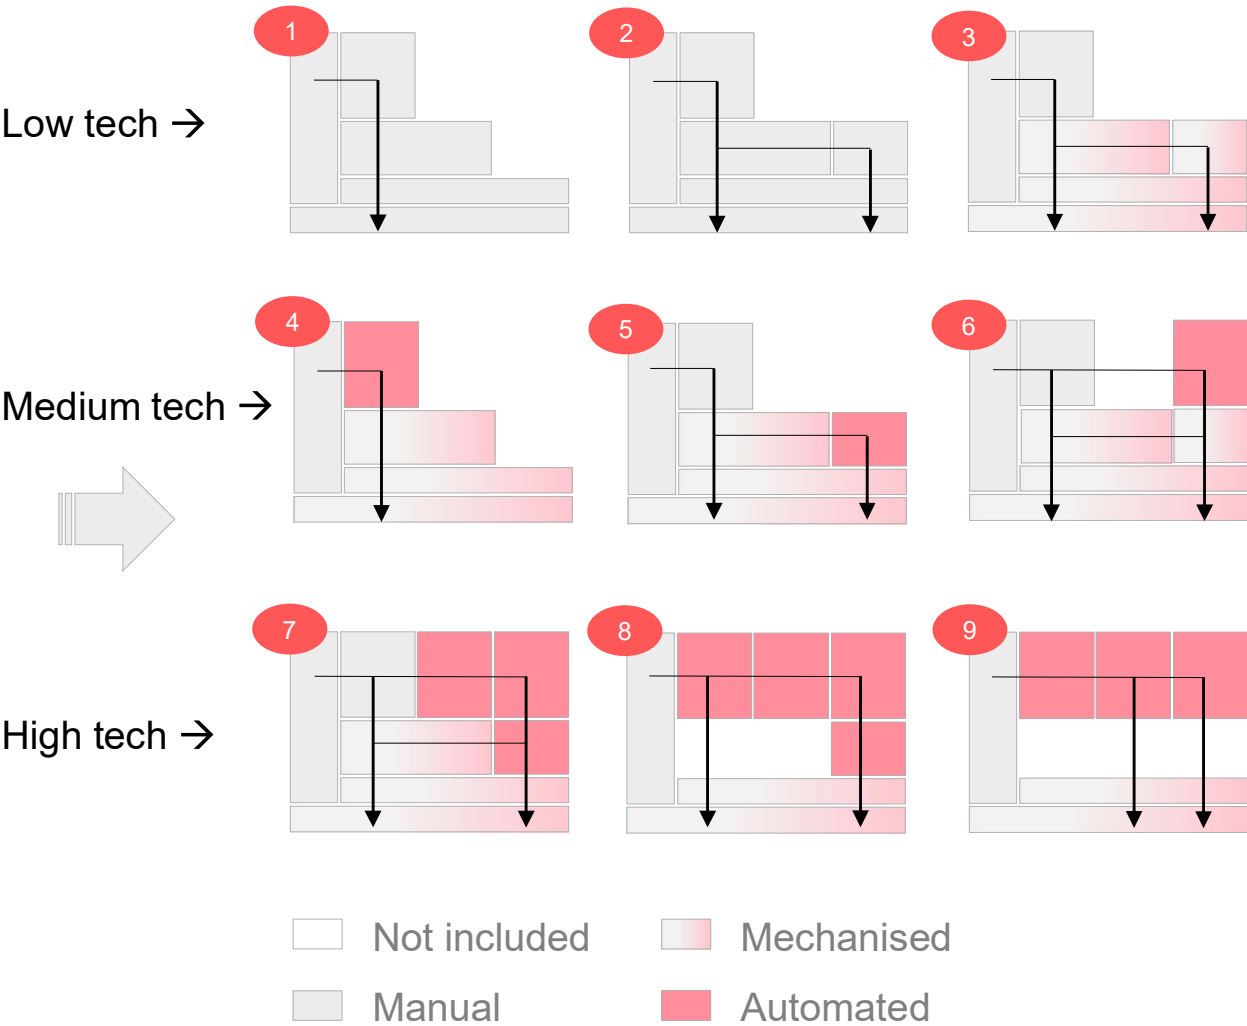 1
2
3
Low tech →
4
5
6
Medium tech →
7
8
9
High tech →
Not included
Mechanised
Manual
Automated